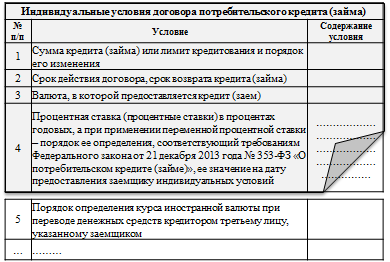 Индивидуальные условия договора потребительского кредита (займа)
№ п/п
Условие
Содержание условия
1
Сумма кредита (займа) или лимит кредитования и порядок
его изменения
2
Срок действия договора, срок возврата кредита (займа)
3
Валюта, в которой предоставляется кредит (заем)
4
Процентная ставка (процентные ставки) в процентах
годовых, а при применении переменной процентной ставки
– порядок ее определения, соответствующий требованиям
Федерального закона от 21 декабря 2013 года № 353-ФЗ «О
потребительском кредите (займе)», ее значение на дату
предоставления заемщику индивидуальных условий
5
Порядок определения курса иностранной валюты при
переводе денежных средств кредитором третьему лицу,
указанному заемщиком
... .........